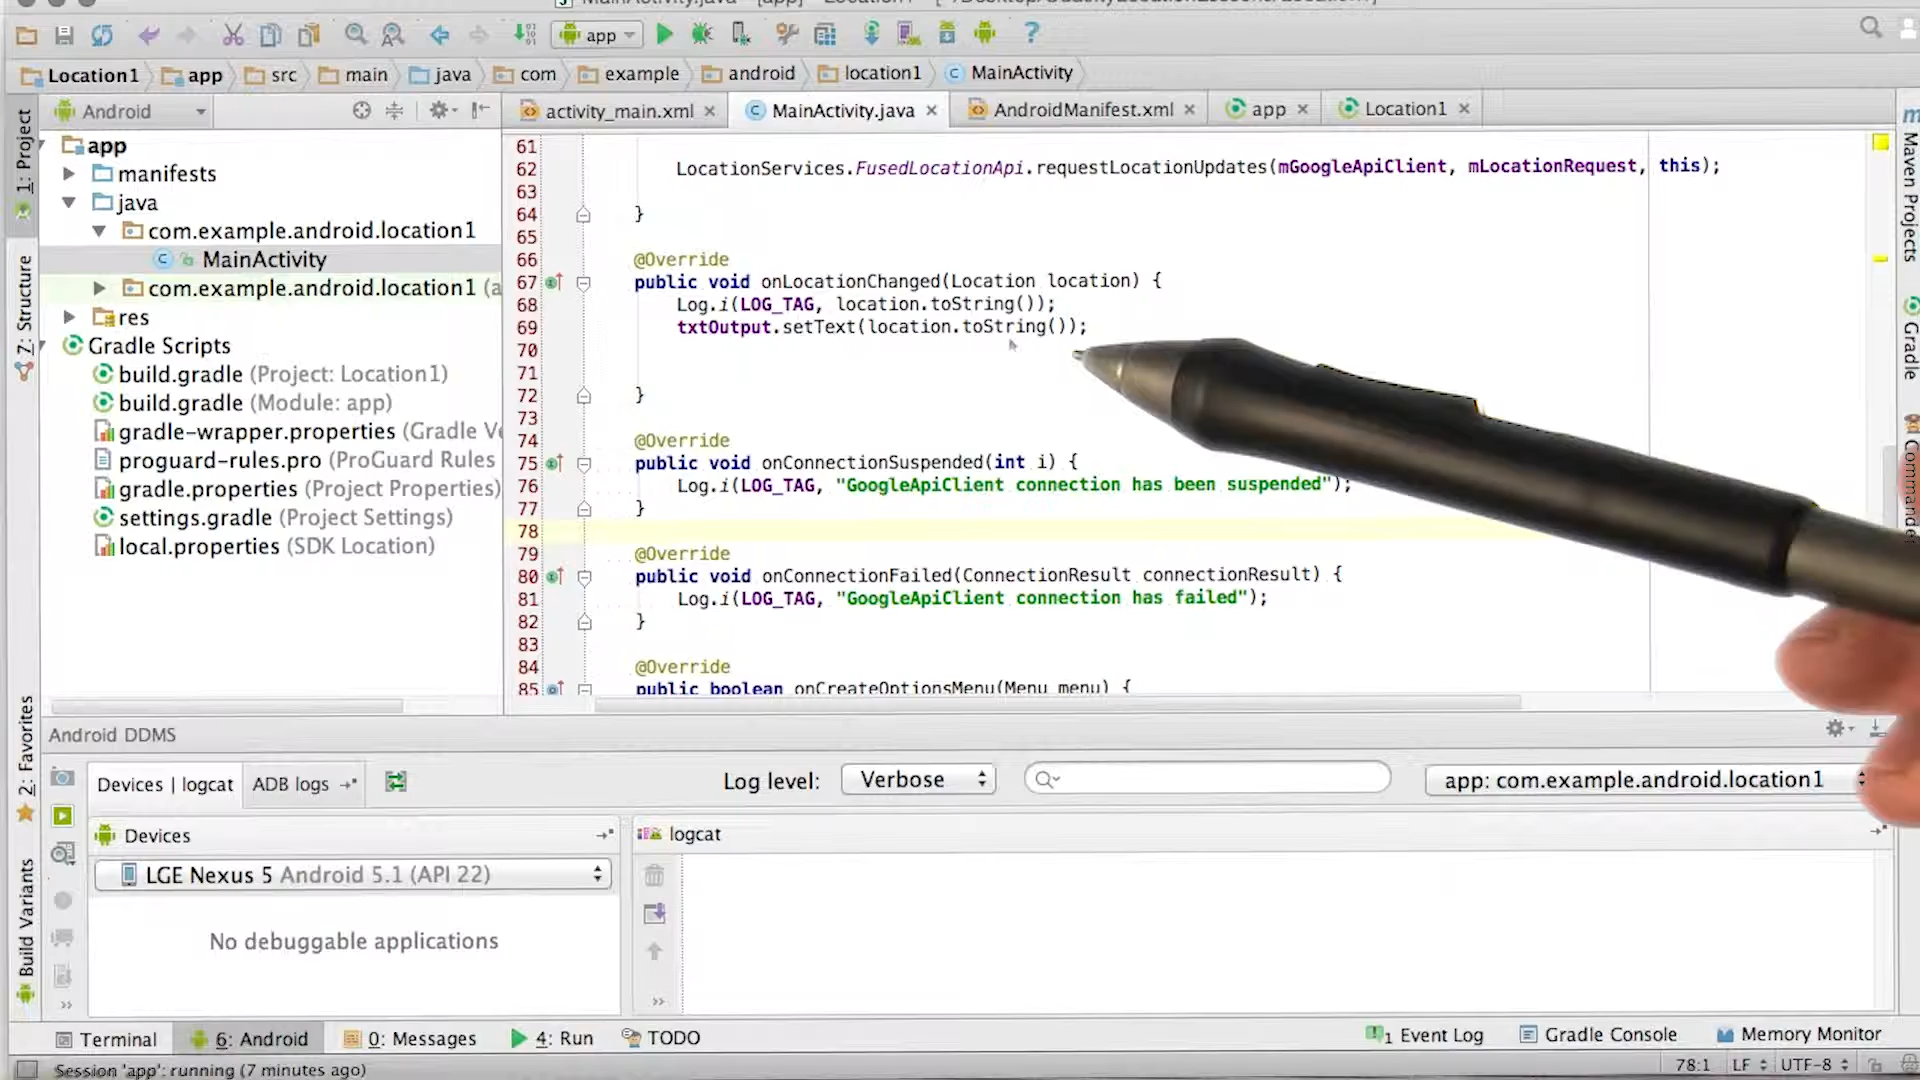 app
Location1 app src main java com example android location1 MainActivity
Android
activity_main.xml MainActivity.java AndroidManifest.xml app Location1
1: Project
7: Structure
2: Favorites
Build Variants
app
manifests
java
com.example.android.location1
MainActivity
com.example.android.location1 (a
res
Gradle Scripts
build.gradle (Project: Location1)
build.gradle (Module: app)
gradle-wrapper.properties (Gradle Ve
proguard-rules.pro (ProGuard Rules
gradle.properties (Project Properties)
settings.gradle (Project Settings)
local.properties (SDK Location)
61
62 LocationServices.FusedLocationApi.requestLocationUpdates(mGoogleApiClient, mLocationRequest, this);
63
64 }
65
66 @Override
67 public void onLocationChanged(Location location) {
68 Log.i(LOG_TAG, location.toString());
69 txtOutput.setText(location.toString());
70
71
72 }
73
74 @Override
75 public void onConnectionSuspended(int i) {
76 Log.i(LOG_TAG, "GoogleApiClient connection has been suspended");
77 }
78
79 @Override
80 public void onConnectionFailed(ConnectionResult connectionResult) {
81 Log.i(LOG_TAG, "GoogleApiClient connection has failed");
82 }
83
84 @Override
85 public boolean onCreateOptionsMenu(Menu menu) {
Maven Projects
Gradle
Commander
Android DDMS
Devices | logcat ADB logs Log level: Verbose app: com.example.android.location1
Devices
logcat
LGE Nexus 5 Android 5.1 (API 22)
No debuggable applications
Terminal 6: Android 0: Messages 4: Run TODO 1 Event Log Gradle Console Memory Monitor
Session 'app': running (7 minutes ago) 78:1 LF UTF-8